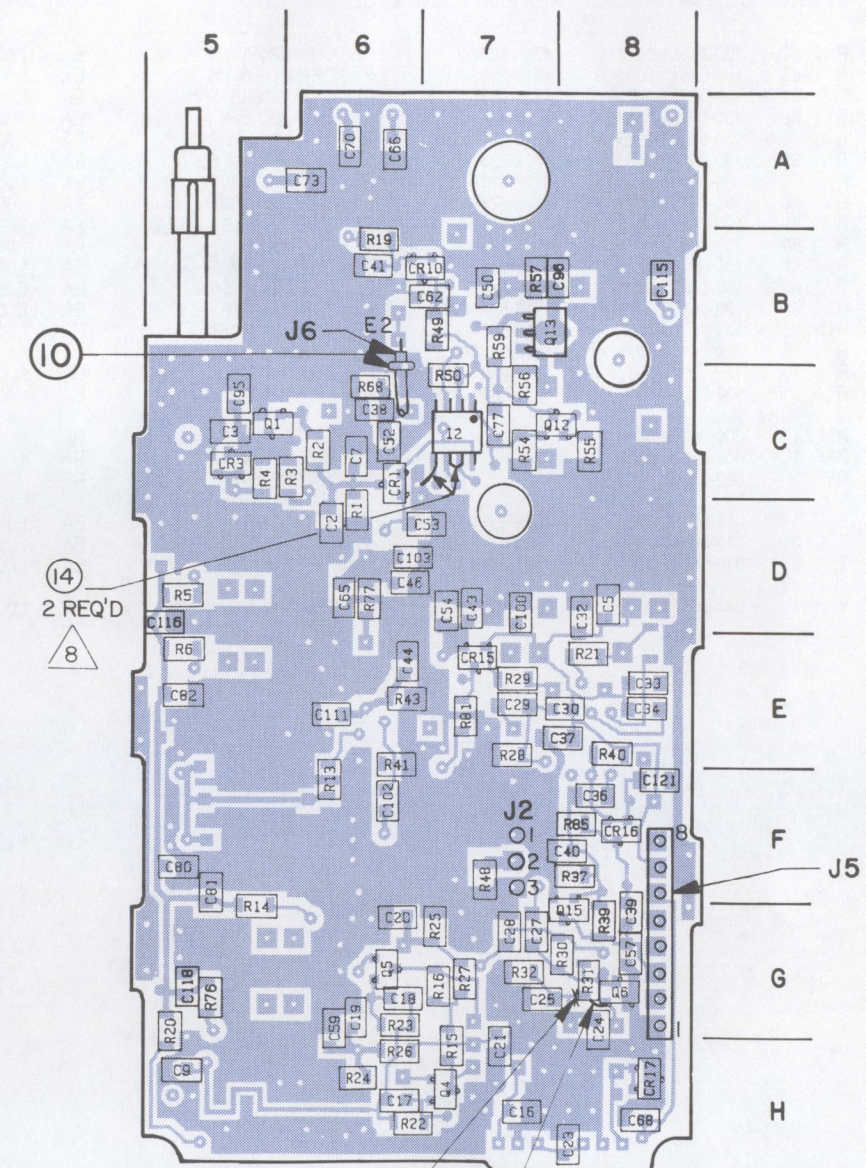 5 6 7 8
A
C70 C66
C73
R19
C41 CR10 C50 R57 C96 C115
C62
B
J6 E2 R49 R59 Q13
10
R68 R50 R56
C95 C38
C3 Q1 R2 C7 C52 12 C77 R54 Q12 R55
C
CR3 R4 R3 CR1
C2 R1 C53
C103
14
2 REQ'D
8
R5 C65 R77 C46
D
C116 C54 C43 C100 C32 C5
R6 C44 CR15 R21
C82 R43 R29 C33
C111 R81 C29 C30 C34
E
C37
R13 R41 R28 R40
C121
C102 C36
J2
1 R85 CR16 8
F
2 C40
3 R37
J5
C80 R48
C81 R14 C20 R25 C28 C27 Q15 R39 C39
R30 C57
Q5 R16 R27 R32 R31 Q6
G
C118 R76 C18 C25
R20 C59 C19 R23 C24 1
R26 R15 C21
C9 R24 Q4 CR17
C17 C16
H
R22 C68
C23